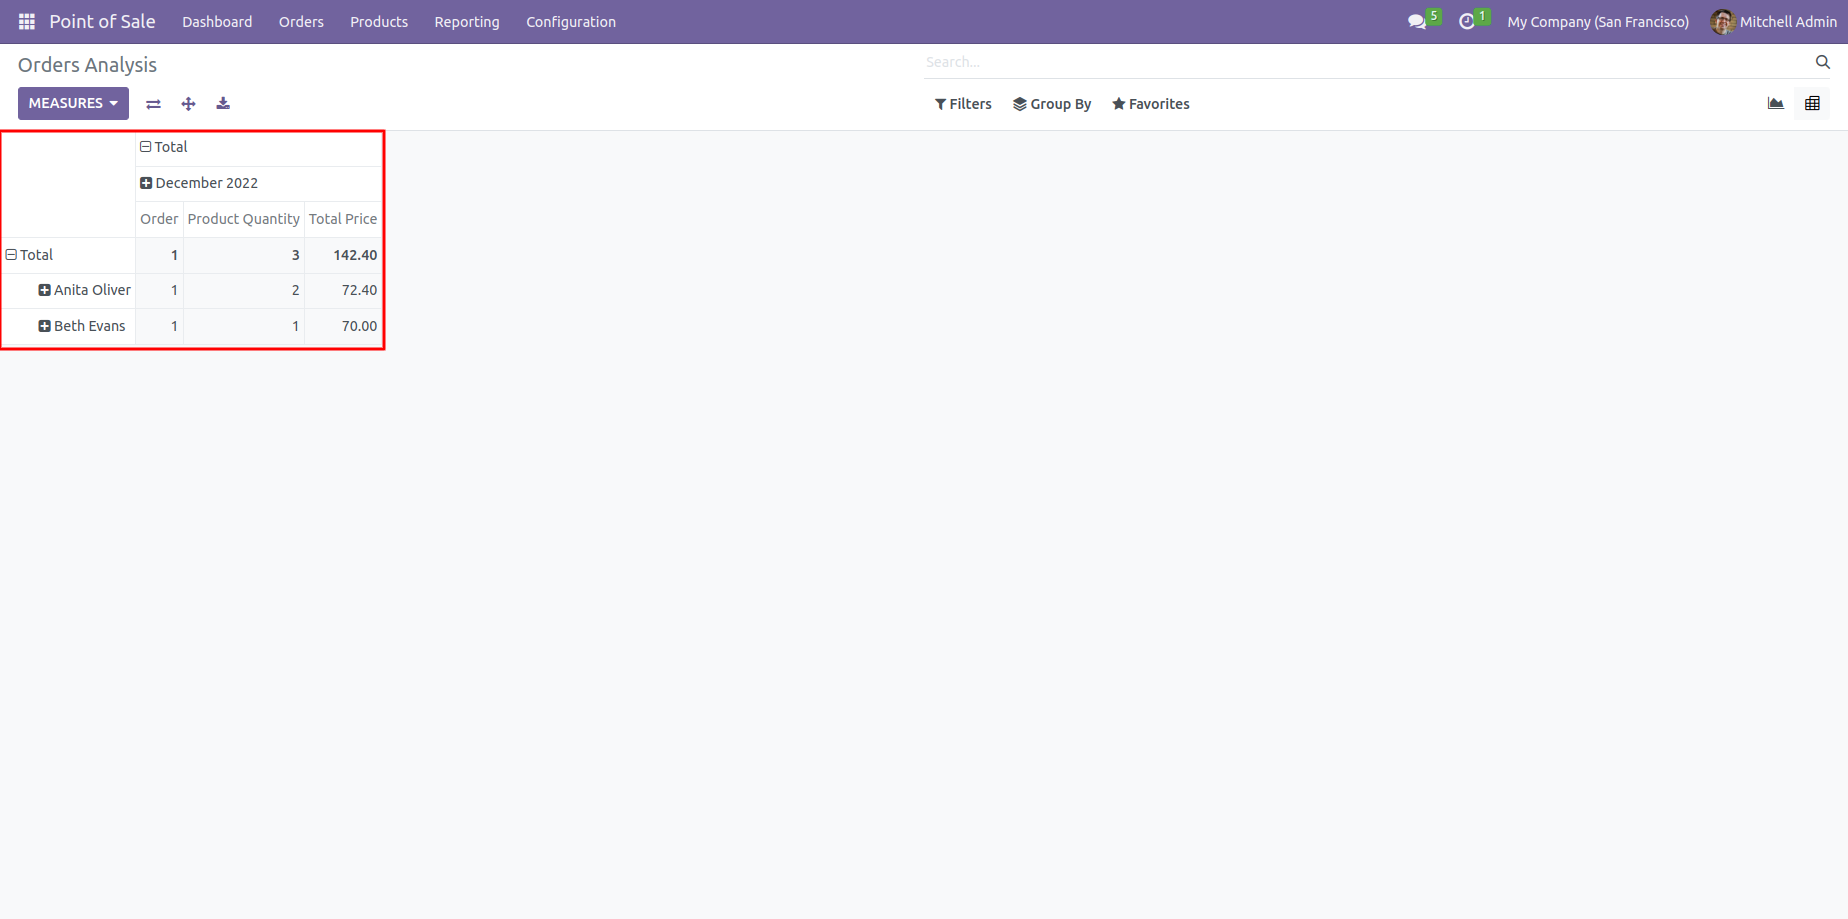 Point of Sale Dashboard Orders Products Reporting Configuration 5 1 My Company (San Francisco) Mitchell Admin
Orders Analysis
Search...
MEASURES Filters Group By Favorites
Total
December 2022
Order Product Quantity Total Price
Total 1 3 142.40
Anita Oliver 1 2 72.40
Beth Evans 1 1 70.00